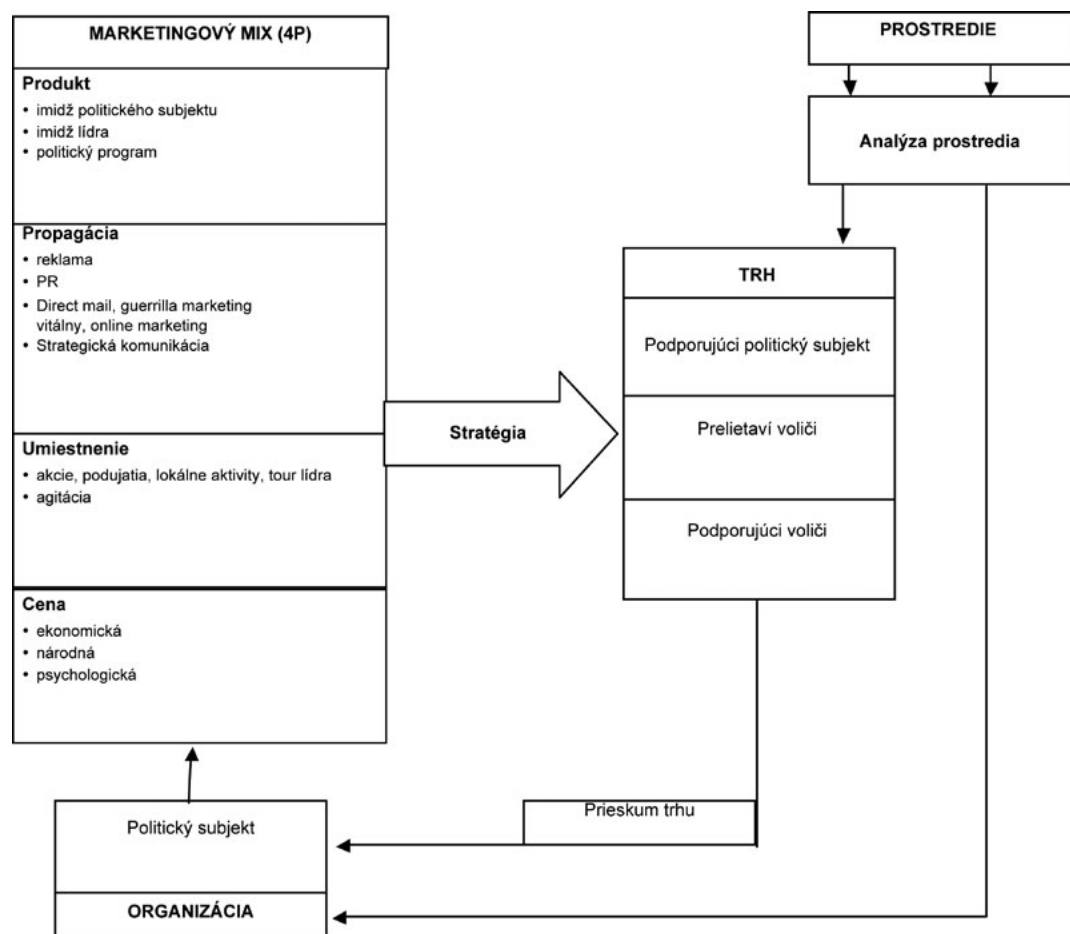 MARKETINGOVÝ MIX (4P)
Produkt
• imidž politického subjektu
• imidž lídra
• politický program
Propagácia
• reklama
• PR
• Direct mail, guerrilla marketing
vitálny, online marketing
• Strategická komunikácia
Umiestnenie
• akcie, podujatia, lokálne aktivity, tour lídra
• agitácia
Cena
• ekonomická
• národná
• psychologická
Politický subjekt
ORGANIZÁCIA
Stratégia
PROSTREDIE
Analýza prostredia
TRH
Podporujúci politický subjekt
Prelietaví voliči
Podporujúci voliči
Prieskum trhu